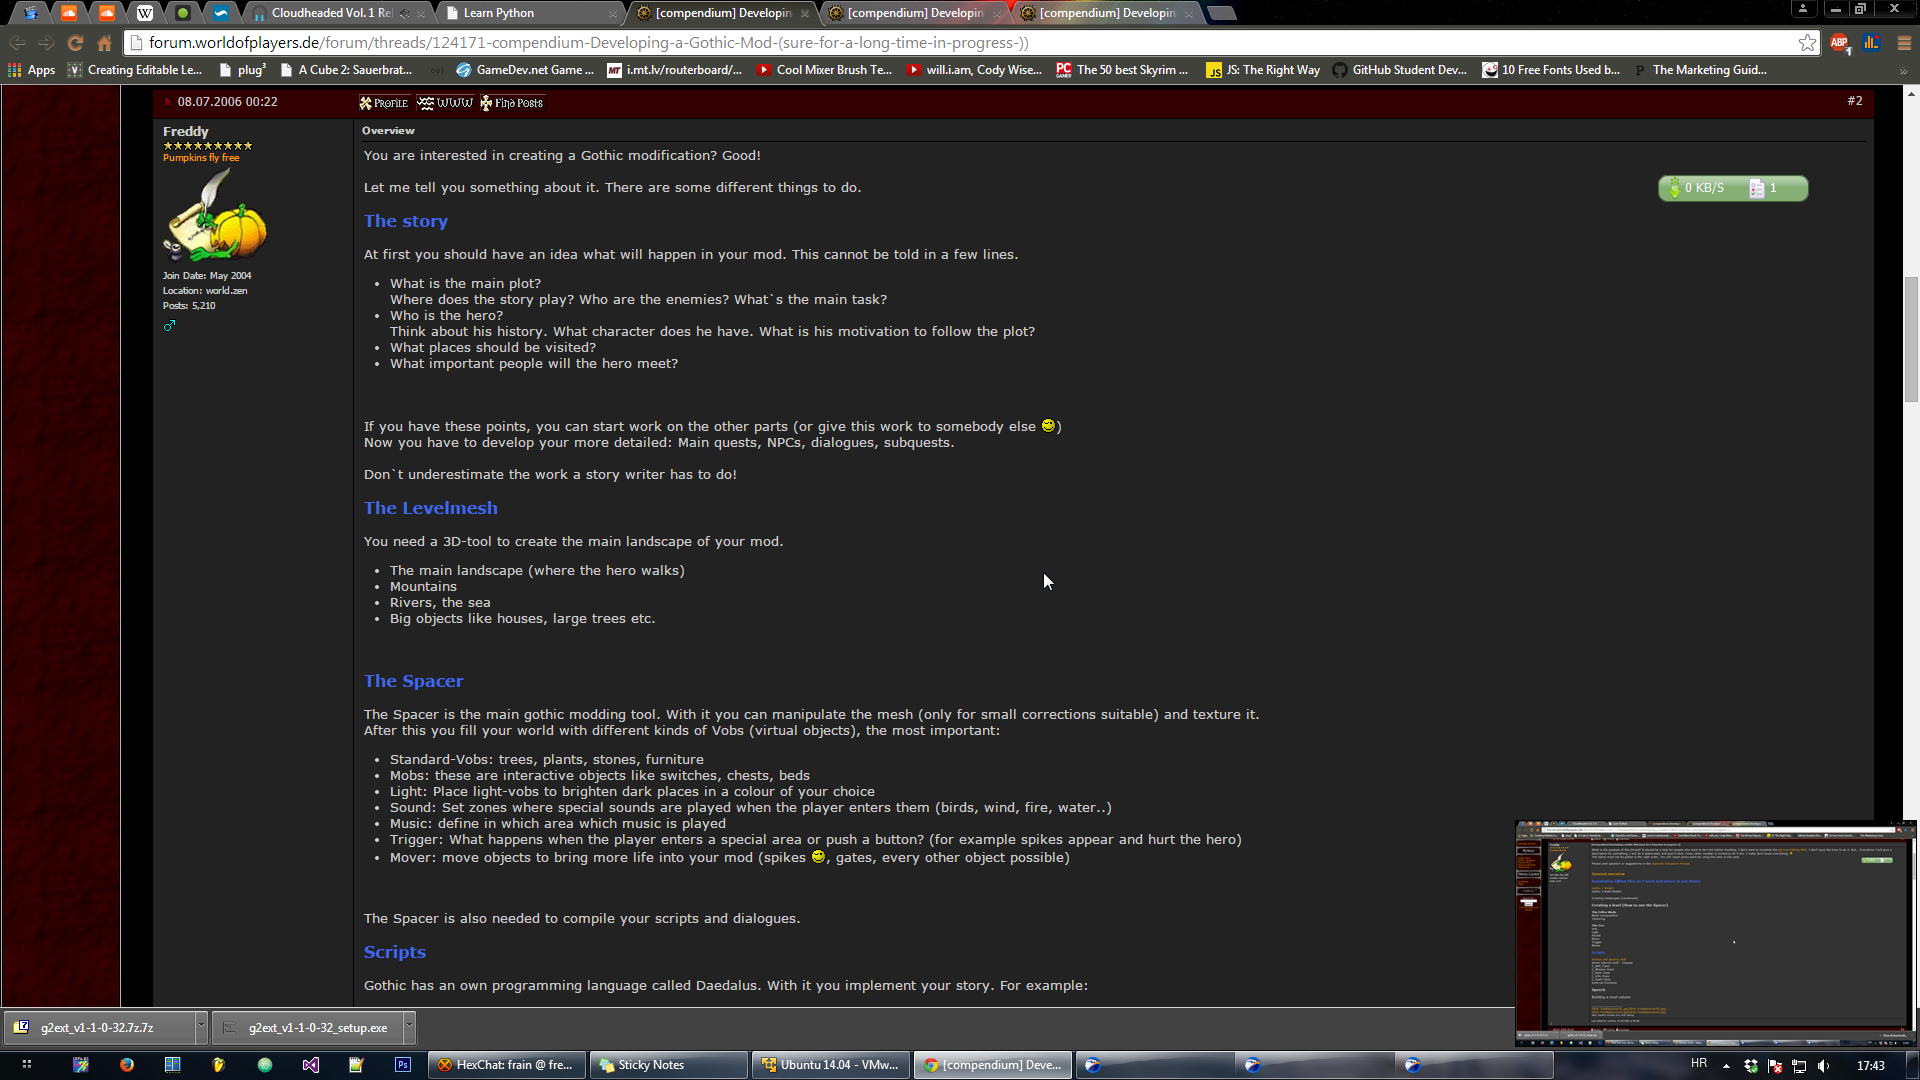 Cloudheaded Vol. 1 Rel
Learn Python
[compendium] Developin
[compendium] Developin
[compendium] Developin
forum.worldofplayers.de/forum/threads/124171-compendium-Developing-a-Gothic-Mod-(sure-for-a-long-time-in-progress-))
Apps
Creating Editable Le...
plug³
A Cube 2: Sauerbrat...
GameDev.net Game ...
i.mt.lv/routerboard/...
Cool Mixer Brush Te...
will.i.am, Cody Wise...
The 50 best Skyrim ...
JS: The Right Way
GitHub Student Dev...
10 Free Fonts Used b...
The Marketing Guid...
08.07.2006 00:22
Profile
WWW
Find Posts
#2
Freddy
Pumpkins fly free
Join Date: May 2004
Location: world.zen
Posts: 5,210
Overview
You are interested in creating a Gothic modification? Good!
Let me tell you something about it. There are some different things to do.
0 KB/S
1
The story
At first you should have an idea what will happen in your mod. This cannot be told in a few lines.
• What is the main plot?
Where does the story play? Who are the enemies? What`s the main task?
• Who is the hero?
Think about his history. What character does he have. What is his motivation to follow the plot?
• What places should be visited?
• What important people will the hero meet?
If you have these points, you can start work on the other parts (or give this work to somebody else )
Now you have to develop your more detailed: Main quests, NPCs, dialogues, subquests.
Don`t underestimate the work a story writer has to do!
The Levelmesh
You need a 3D-tool to create the main landscape of your mod.
• The main landscape (where the hero walks)
• Mountains
• Rivers, the sea
• Big objects like houses, large trees etc.
The Spacer
The Spacer is the main gothic modding tool. With it you can manipulate the mesh (only for small corrections suitable) and texture it.
After this you fill your world with different kinds of Vobs (virtual objects), the most important:
• Standard-Vobs: trees, plants, stones, furniture
• Mobs: these are interactive objects like switches, chests, beds
• Light: Place light-vobs to brighten dark places in a colour of your choice
• Sound: Set zones where special sounds are played when the player enters them (birds, wind, fire, water..)
• Music: define in which area which music is played
• Trigger: What happens when the player enters a special area or push a button? (for example spikes appear and hurt the hero)
• Mover: move objects to bring more life into your mod (spikes , gates, every other object possible)
The Spacer is also needed to compile your scripts and dialogues.
Scripts
Gothic has an own programming language called Daedalus. With it you implement your story. For example:
g2ext_v1-1-0-32.7z.7z
g2ext_v1-1-0-32_setup.exe
HexChat: frain @ fre...
Sticky Notes
Ubuntu 14.04 - VMw...
[compendium] Deve...
HR
17:43